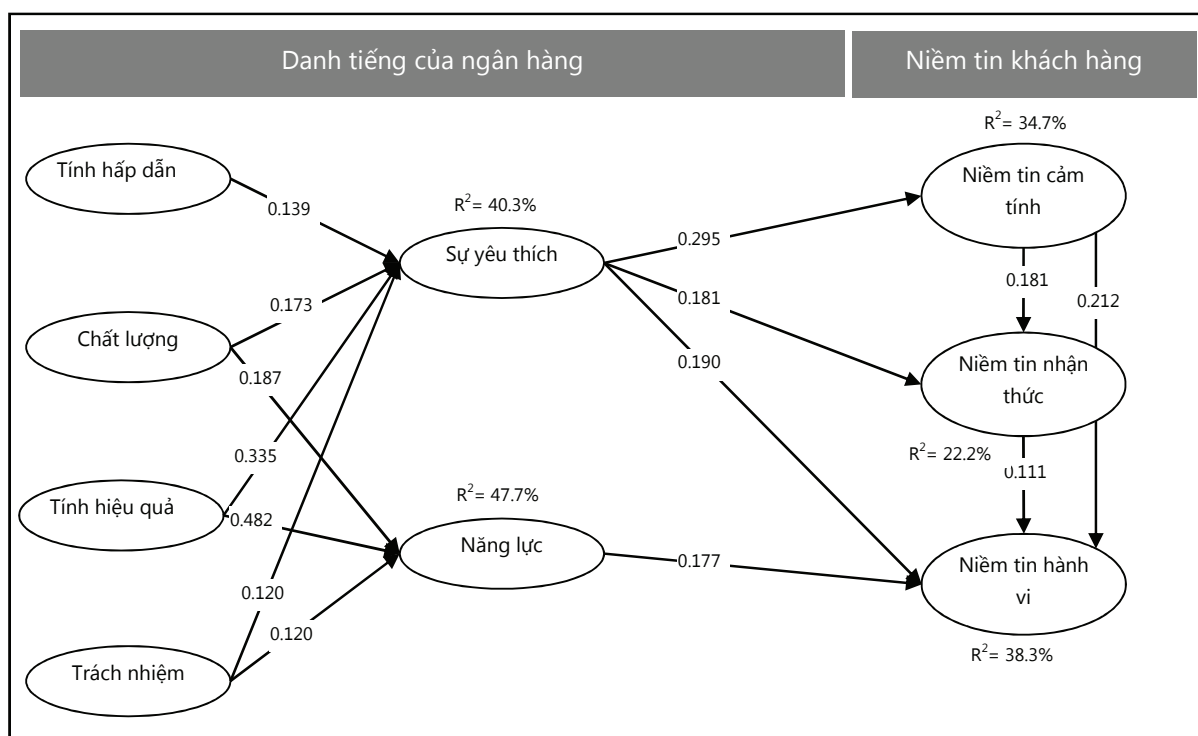 Danh tiếng của ngân hàng
Niềm tin khách hàng
R²= 34.7%
Tính hấp dẫn
Niềm tin cảm
tính
0.139
R²= 40.3%
Sự yêu thích
0.295
0.181
0.212
0.173
0.181
Chất lượng
0.187
0.190
Niềm tin nhận
thức
R²= 22.2%
0.111
0.335
Tính hiệu quả
0.482
R²= 47.7%
Năng lực
0.177
Niềm tin hành
vi
R²= 38.3%
0.120
0.120
Trách nhiệm